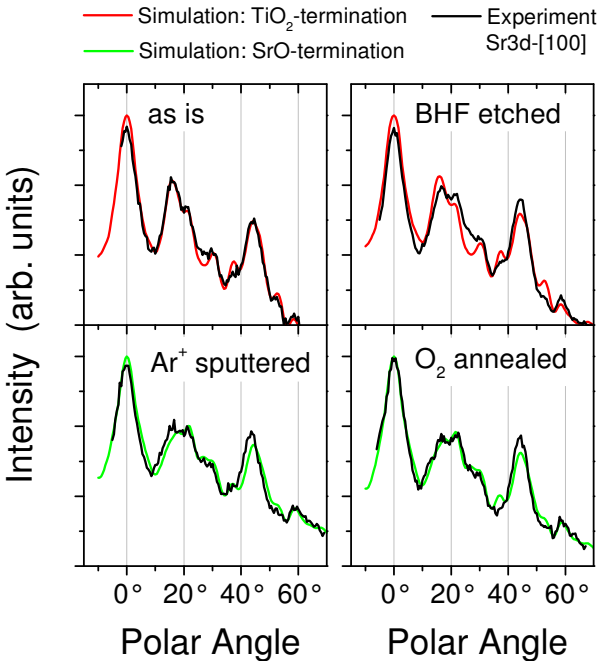 Simulation: TiO₂-termination
Experiment
Simulation: SrO-termination
Sr3d-[100]
as is
BHF etched
Intensity (arb. units)
Ar⁺ sputtered
O₂ annealed
0° 20° 40° 60° 0° 20° 40° 60°
Polar Angle Polar Angle